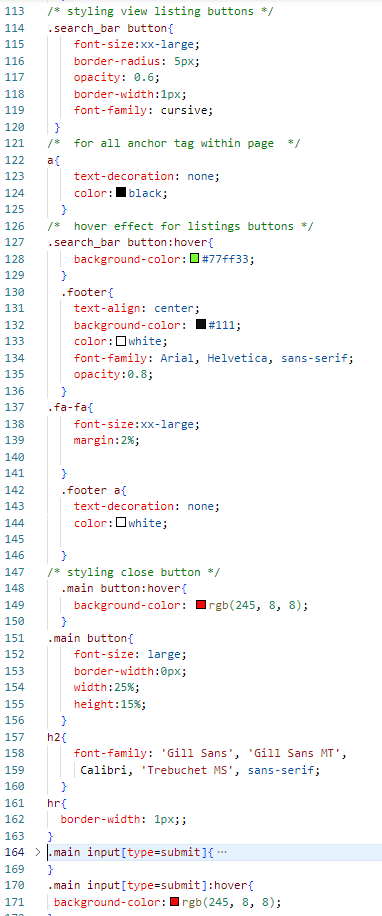 113 /* styling view listing buttons */
114 .search_bar button{
115 font-size:xx-large;
116 border-radius: 5px;
117 opacity: 0.6;
118 border-width:1px;
119 font-family: cursive;
120 }
121 /*  for all anchor tag within page  */
122 a{
123 text-decoration: none;
124 color:black;
125 }
126 /*  hover effect for listings buttons */
127 .search_bar button:hover{
128 background-color:#77ff33;
129 }
130 .footer{
131 text-align: center;
132 background-color: #111;
133 color:white;
134 font-family: Arial, Helvetica, sans-serif;
135 opacity:0.8;
136 }
137 .fa-fa{
138 font-size:xx-large;
139 margin:2%;
140
141 }
142 .footer a{
143 text-decoration: none;
144 color:white;
145
146 }
147 /* styling close button */
148 .main button:hover{
149 background-color: rgb(245, 8, 8);
150 }
151 .main button{
152 font-size: large;
153 border-width:0px;
154 width:25%;
155 height:15%;
156 }
157 h2{
158 font-family: 'Gill Sans', 'Gill Sans MT',
159 Calibri, 'Trebuchet MS', sans-serif;
160 }
161 hr{
162 border-width: 1px;;
163 }
164 > .main input[type=submit]{ ⋯
169 }
170 .main input[type=submit]:hover{
171 background-color:rgb(245, 8, 8);
172 }